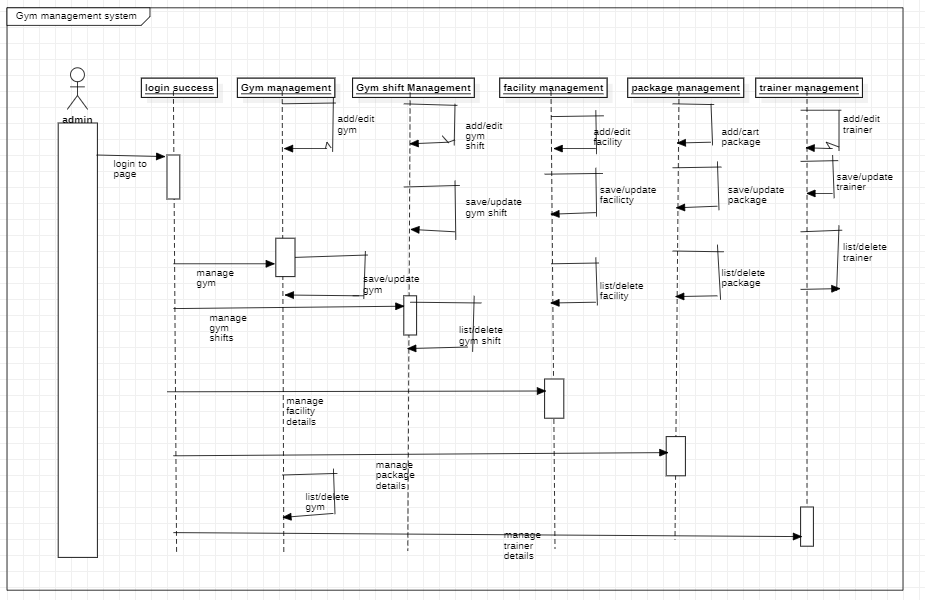 Gym management system
admin
login success
Gym management
Gym shift Management
facility management
package management
trainer management
add/edit
gym
add/edit
gym
shift
add/edit
facility
add/cart
package
add/edit
trainer
login to
page
save/update
gym shift
save/update
facilicty
save/update
package
save/update
trainer
manage
gym
save/update
gym
list/delete
facility
list/delete
package
list/delete
trainer
manage
gym
shifts
list/delete
gym shift
manage
facility
details
manage
package
details
list/delete
gym
manage
trainer
details